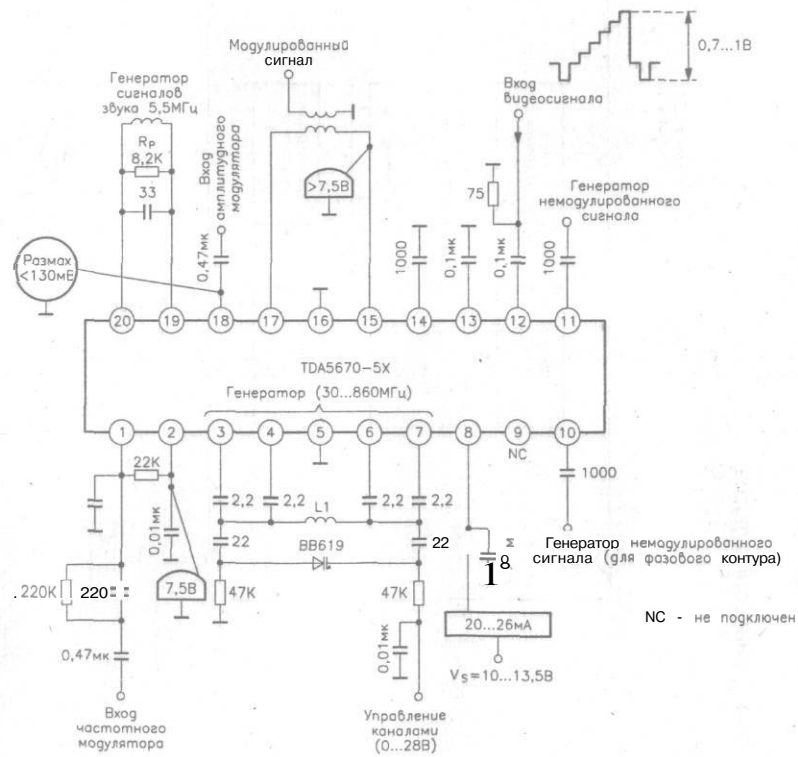 Модулированный
сигнал
0,7...1В
Генератор
сигналов
звука 5,5МГц
Вход
видеосигнала
Rp
8,2К
33
Вход
амплитудного
модулятора
>7,5В
75
Генератор
немодулированного
сигнала
Размах
<130мВ
0,47мк
1000
0,1мк
0,1мк
1000
20 19 18 17 16 15 14 13 12 11
TDA5670-5X
Генератор (30...860МГц)
1 2 3 4 5 6 7 8 9 10
NC
22К
1000
2,2 2,2 2,2 2,2
L1
0,01мк
22
BB619
22
18
м
Генератор немодулированного
сигнала (для фазового контура)
220К
220
7,5В
47К
47К
20...26мА
NC - не подключен
0,47мк
0,01мк
Vs=10...13,5В
Вход
частотного
модулятора
Управление
каналами
(0...28В)